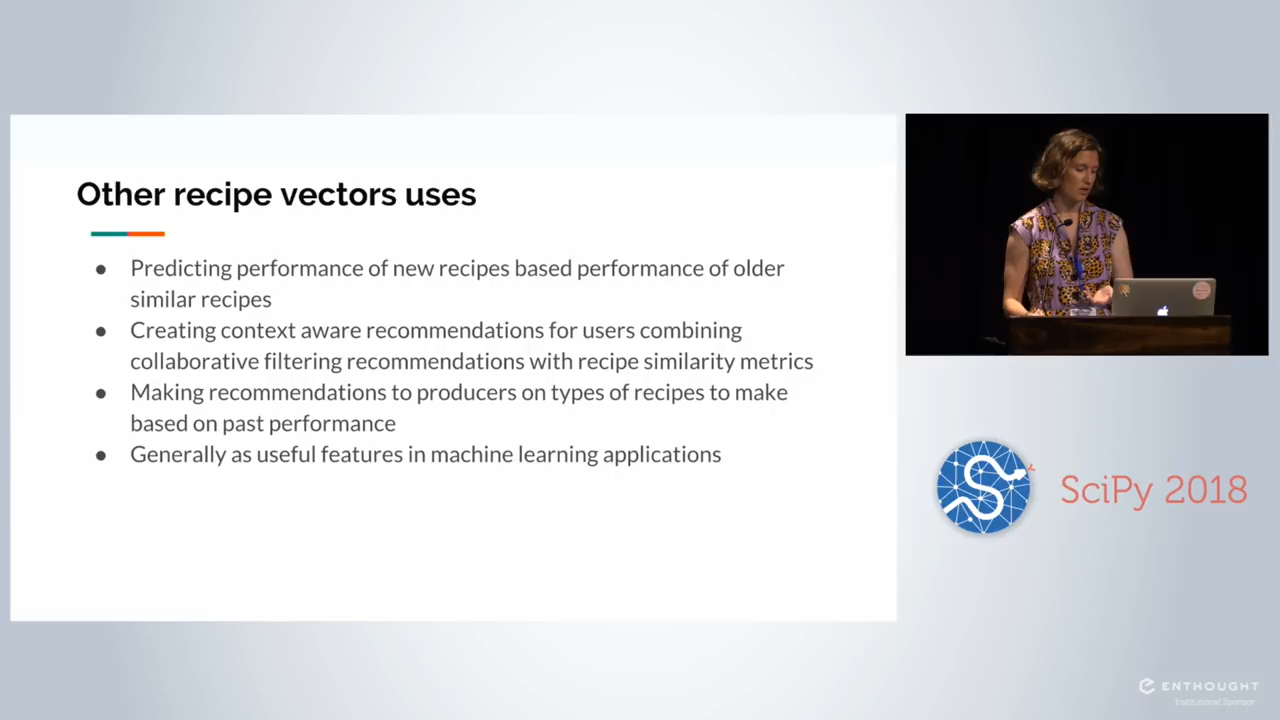 Other recipe vectors uses
● Predicting performance of new recipes based performance of older
similar recipes
● Creating context aware recommendations for users combining
collaborative filtering recommendations with recipe similarity metrics
● Making recommendations to producers on types of recipes to make
based on past performance
● Generally as useful features in machine learning applications
SciPy 2018
ENTHOUGHT
Institutional Sponsor